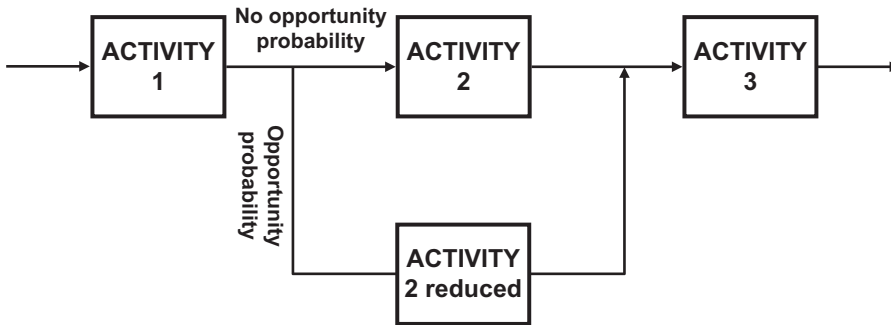 No opportunity
probability
ACTIVITY
1
ACTIVITY
2
ACTIVITY
3
Opportunity
probability
ACTIVITY
2 reduced